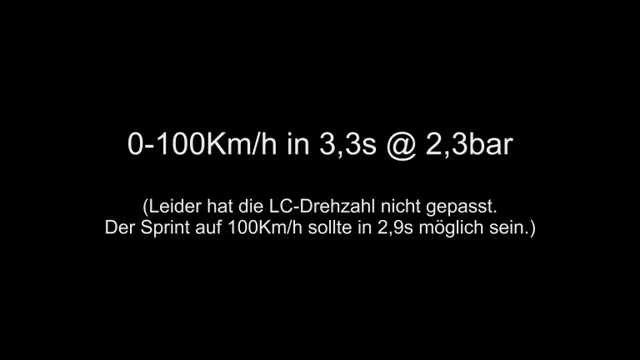 0-100Km/h in 3,3s @ 2,3bar
(Leider hat die LC-Drehzahl nicht gepasst.
Der Sprint auf 100Km/h sollte in 2,9s möglich sein.)